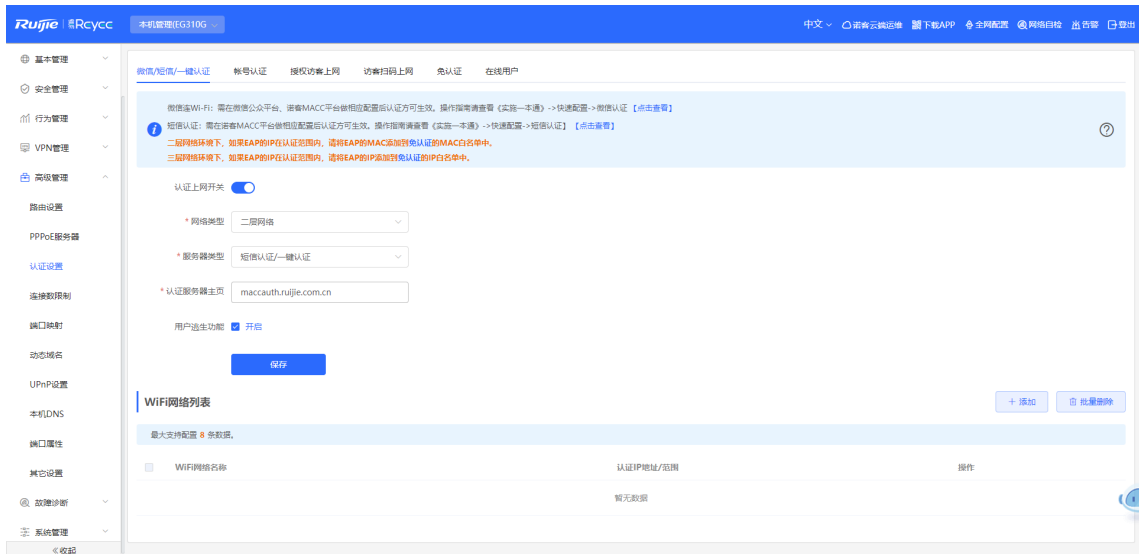 Ruijie | 睿Rcycc
本机管理(EG310G
中文 诺客云端运维 下载APP 全网配置 网络自检 告警 登出
基本管理
安全管理
行为管理
VPN管理
高级管理
路由设置
PPPoE服务器
认证设置
连接数限制
端口映射
动态域名
UPnP设置
本机DNS
端口属性
其它设置
故障诊断
系统管理
《收起
微信/短信/一键认证 帐号认证 授权访客上网 访客扫码上网 免认证 在线用户
微信连Wi-Fi：需在微信公众平台、诺客MACC平台做相应配置后认证方可生效。操作指南请查看《实施一本通》->快速配置->微信认证【点击查看】
短信认证：需在诺客MACC平台做相应配置后认证方可生效。操作指南请查看《实施一本通》->快速配置->短信认证】【点击查看】
二层网络环境下，如果EAP的IP在认证范围内，请将EAP的MAC添加到免认证的MAC白名单中。
三层网络环境下，如果EAP的IP在认证范围内，请将EAP的IP添加到免认证的IP白名单中。
认证上网开关
* 网络类型 二层网络
* 服务器类型 短信认证/一键认证
* 认证服务器主页 maccauth.ruijie.com.cn
用户逃生功能 开启
保存
WiFi网络列表
+ 添加 批量删除
最大支持配置 8 条数据。
WiFi网络名称 认证IP地址/范围 操作
暂无数据